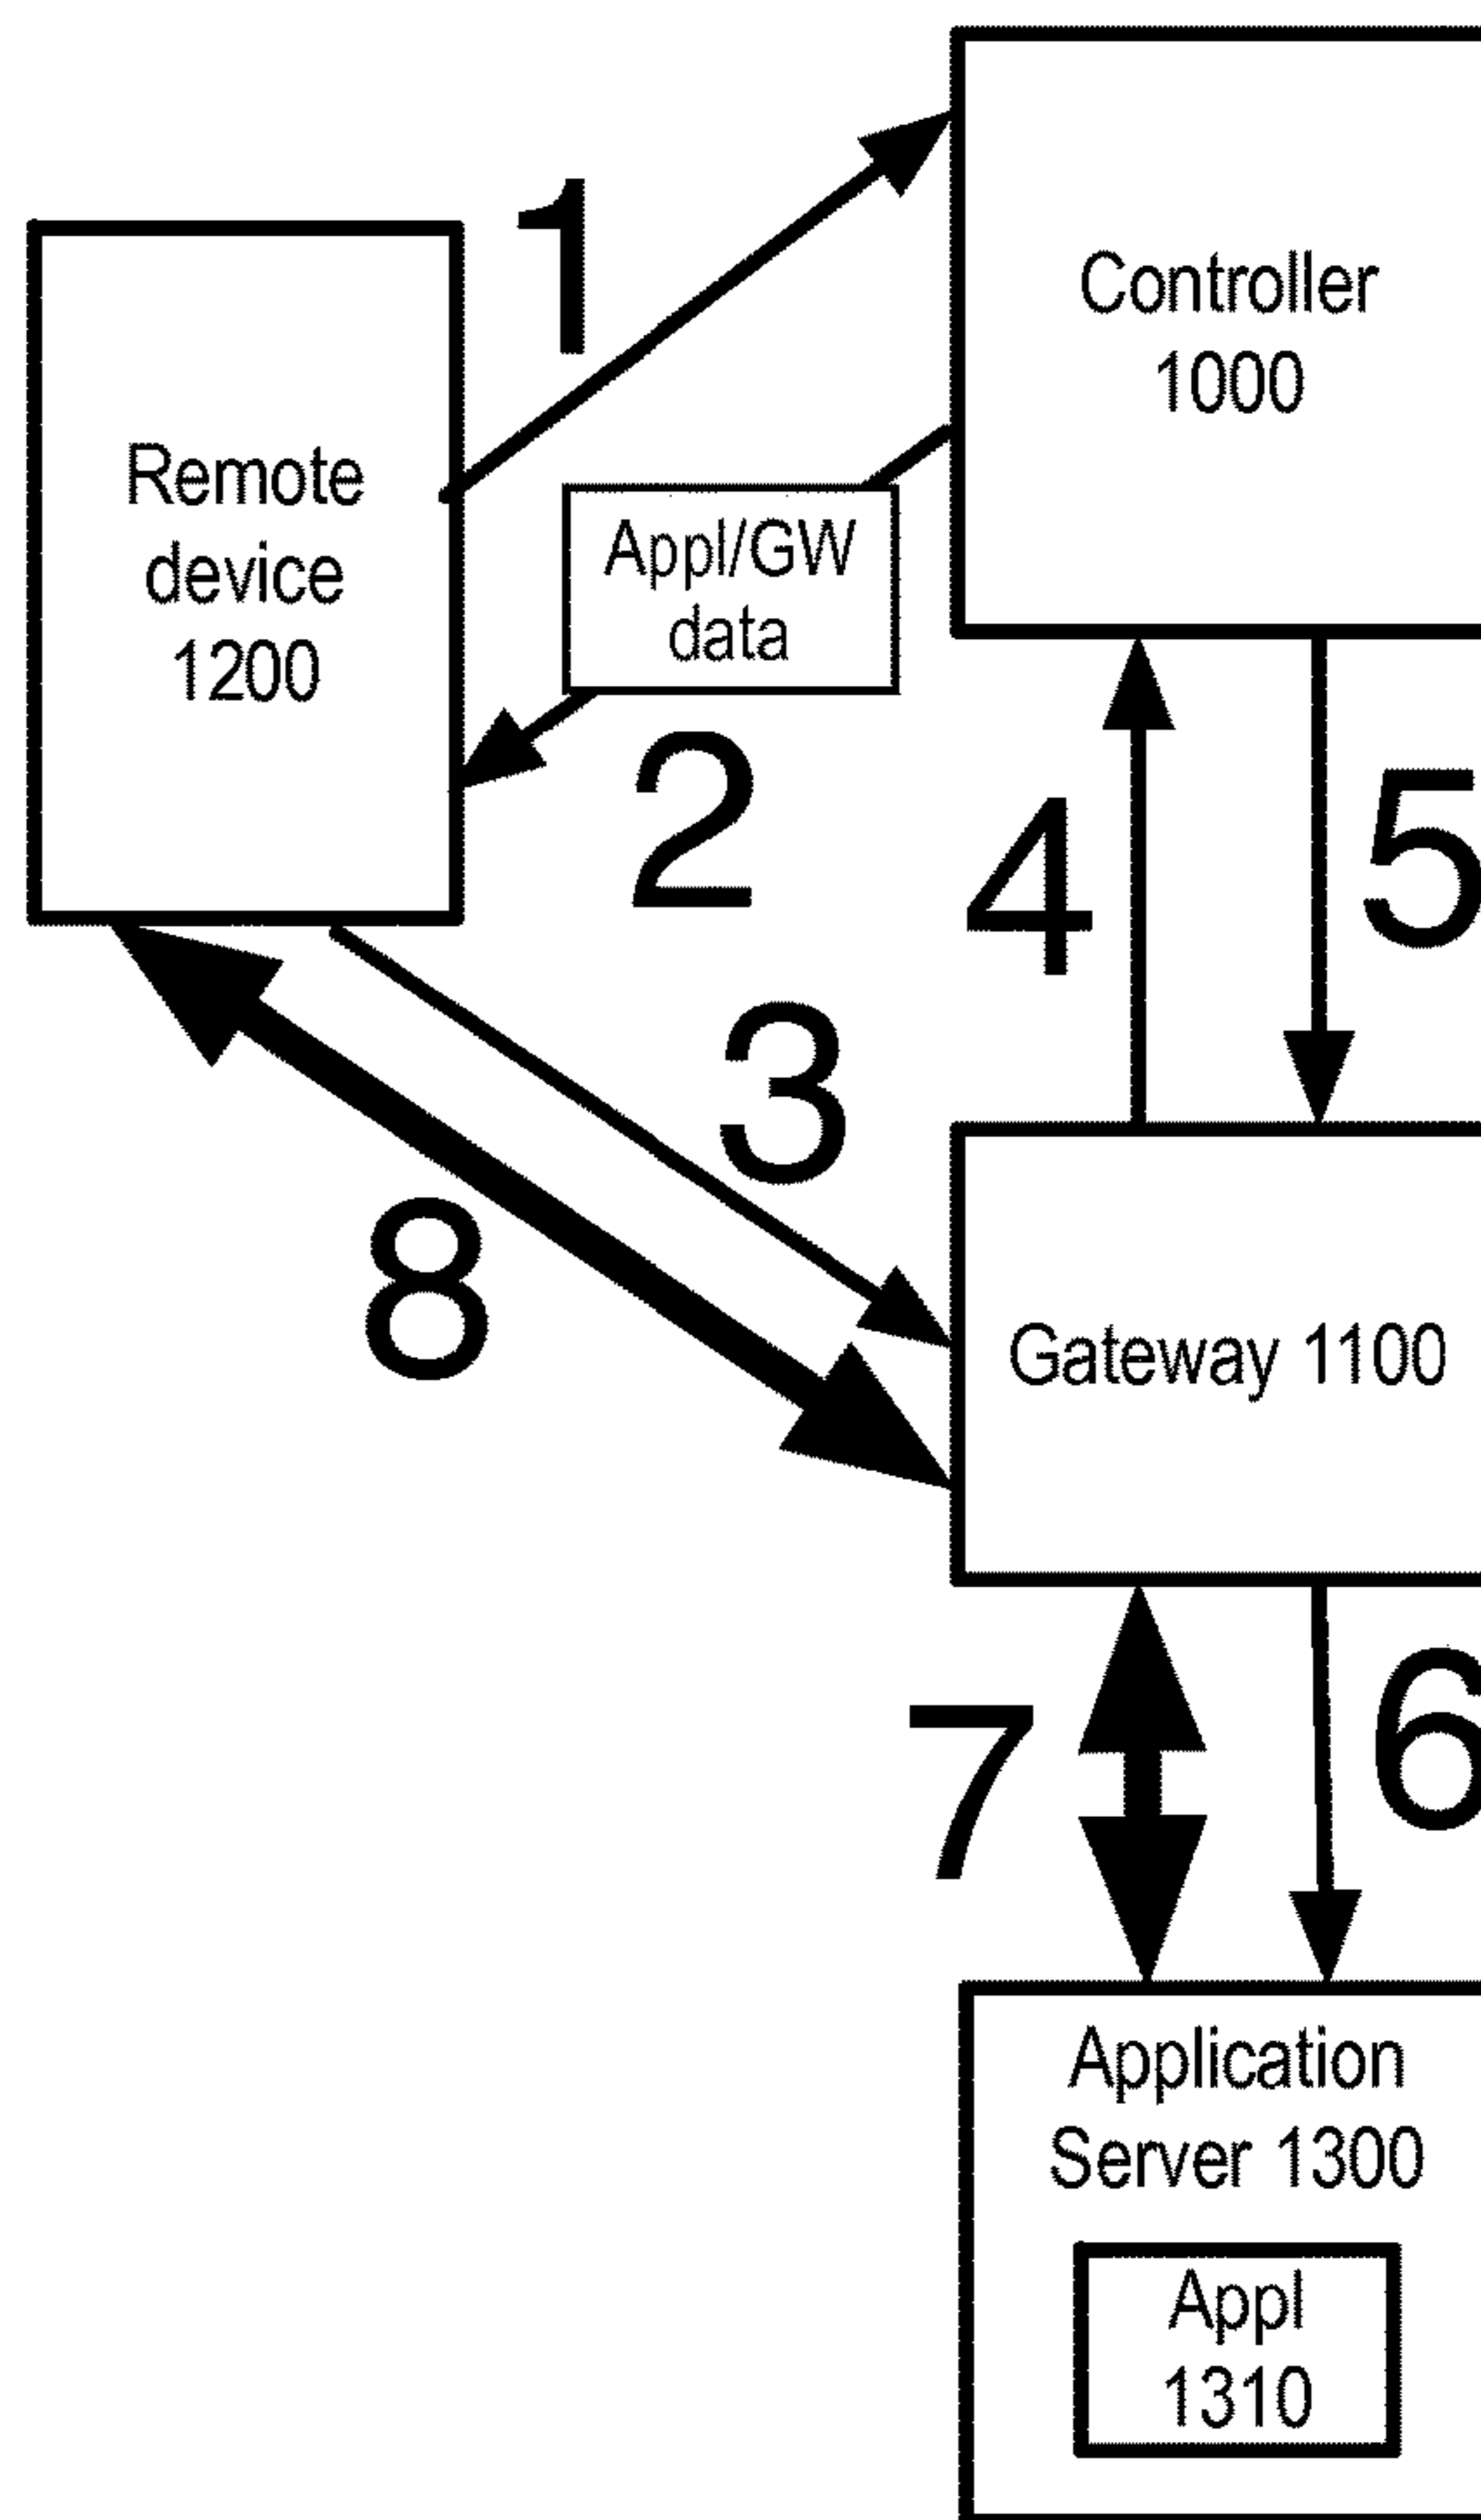 1
Controller
1000
Remote
device
1200
Appl/GW
data
2
4
5
3
8
Gateway 1100
7
6
Application
Server 1300
Appl
1310